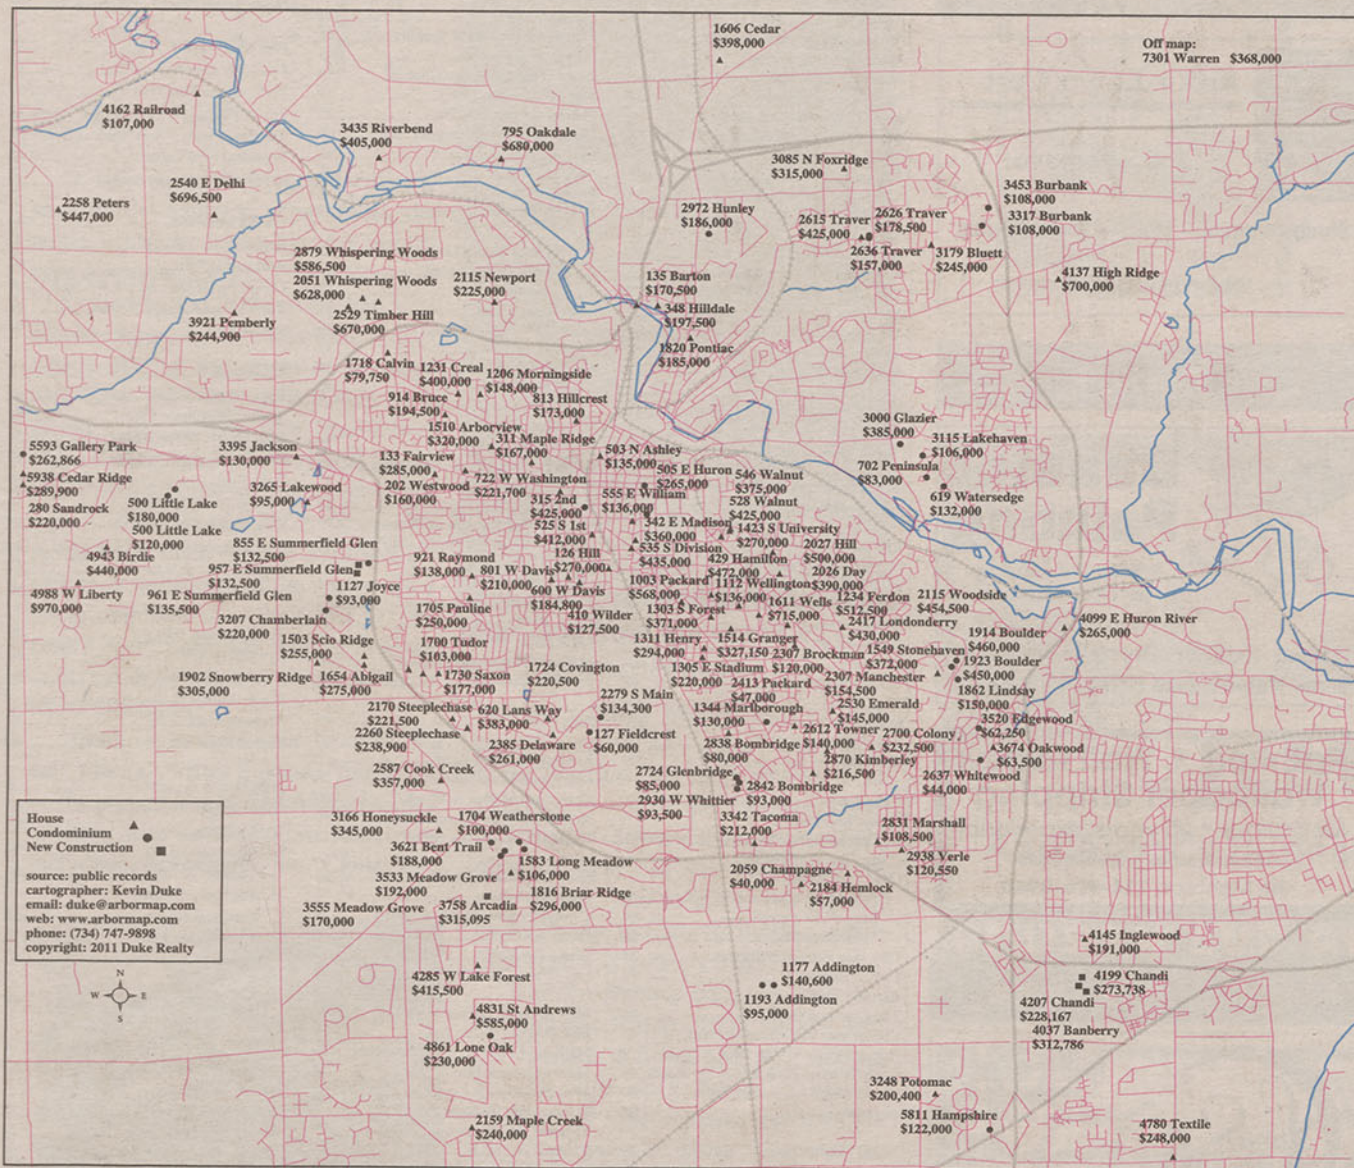 1606 Cedar
$398,000
Off map:
7301 Warren $368,000
4162 Railroad
$107,000
3435 Riverbend
$405,000
795 Oakdale
$680,000
3085 N Foxridge
$315,000
2540 E Delhi
$696,500
2258 Peters
$447,000
2972 Hunley
$186,000
2615 Traver
$425,000
2626 Traver
$178,500
3453 Burbank
$108,000
3317 Burbank
$108,000
2636 Traver
$157,000
3179 Bluett
$245,000
4137 High Ridge
$700,000
2879 Whispering Woods
$586,500
2051 Whispering Woods
$628,000
2529 Timber Hill
$670,000
2115 Newport
$225,000
135 Barton
$170,500
348 Hilldale
$197,500
1820 Pontiac
$185,000
3921 Pemberly
$244,900
1718 Calvin
$79,750
1231 Creal
$400,000
1206 Morningside
$148,000
914 Bruce
$194,500
813 Hillcrest
$173,000
1510 Arborview
$320,000
311 Maple Ridge
$167,000
3000 Glazier
$385,000
3115 Lakehaven
$106,000
702 Peninsula
$83,000
619 Watersedge
$132,000
5593 Gallery Park
$262,866
5938 Cedar Ridge
$289,900
280 Sandrock
$220,000
3395 Jackson
$130,000
3265 Lakewood
$95,000
500 Little Lake
$180,000
500 Little Lake
$120,000
4943 Birdie
$440,000
4988 W Liberty
$970,000
133 Fairview
$285,000
202 Westwood
$160,000
722 W Washington
$221,700
503 N Ashley
$135,000
505 E Huron
$265,000
546 Walnut
$375,000
528 Walnut
$425,000
315 2nd
$425,000
555 E William
$136,000
525 S 1st
$412,000
342 E Madison
$360,000
1423 S University
$270,000
2027 Hill
$500,000
535 S Division
$435,000
429 Hamilton
$472,000
2026 Day
$390,000
126 Hill
$270,000
855 E Summerfield Glen
$132,500
957 E Summerfield Glen
$132,500
961 E Summerfield Glen
$135,500
1127 Joyce
$93,000
3207 Chamberlain
$220,000
921 Raymond
$138,000
801 W Davis
$210,000
600 W Davis
$184,800
1003 Packard
$568,000
1112 Wellington
$136,000
1234 Ferdon
$512,500
2115 Woodside
$454,500
1705 Pauline
$250,000
410 Wilder
$127,500
1303 S Forest
$371,000
1611 Wells
$715,000
2417 Londonderry
$430,000
1914 Boulder
$460,000
4099 E Huron River
$265,000
1503 Scio Ridge
$255,000
1700 Tudor
$103,000
1311 Henry
$294,000
1514 Granger
$327,150
2307 Brockman
$120,000
1549 Stonehaven
$372,000
1923 Boulder
$450,000
1902 Snowberry Ridge
$305,000
1654 Abigail
$275,000
1730 Saxon
$177,000
1724 Covington
$220,500
1305 E Stadium
$220,000
2413 Packard
$47,000
2307 Manchester
$154,500
1862 Lindsay
$150,000
2170 Steeplechase
$221,500
620 Lans Way
$383,000
2279 S Main
$134,300
1344 Marlborough
$130,000
2530 Emerald
$145,000
3520 Edgewood
$62,250
2260 Steeplechase
$238,900
2385 Delaware
$261,000
127 Fieldcrest
$60,000
2838 Bombridge
$80,000
2612 Towner
$140,000
2700 Colony
$232,500
3674 Oakwood
$63,500
2870 Kimberley
$216,500
2637 Whitewood
$44,000
2587 Cook Creek
$357,000
2724 Glenbridge
$85,000
2842 Bombridge
$93,000
2930 W Whittier
$93,500
3342 Tacoma
$212,000
2831 Marshall
$108,500
2938 Verle
$120,550
3166 Honeysuckle
$345,000
1704 Weatherstone
$100,000
3621 Bent Trail
$188,000
1583 Long Meadow
$106,000
3533 Meadow Grove
$192,000
1816 Briar Ridge
$296,000
3555 Meadow Grove
$170,000
3758 Arcadia
$315,095
2059 Champagne
$40,000
2184 Hemlock
$57,000
House
Condominium
New Construction
source: public records
cartographer: Kevin Duke
email: duke@arbormap.com
web: www.arbormap.com
phone: (734) 747-9898
copyright: 2011 Duke Realty
N
W E
S
4145 Inglewood
$191,000
4285 W Lake Forest
$415,500
1177 Addington
$140,600
1193 Addington
$95,000
4199 Chandi
$273,738
4207 Chandi
$228,167
4037 Banberry
$312,786
4831 St Andrews
$585,000
4861 Lone Oak
$230,000
3248 Potomac
$200,400
5811 Hampshire
$122,000
2159 Maple Creek
$240,000
4780 Textile
$248,000